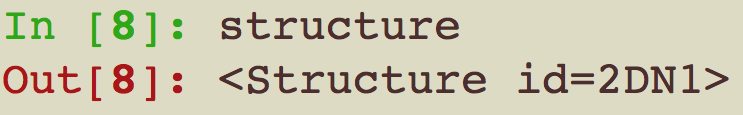 In [8]: structure
Out[8]: <Structure id=2DN1>